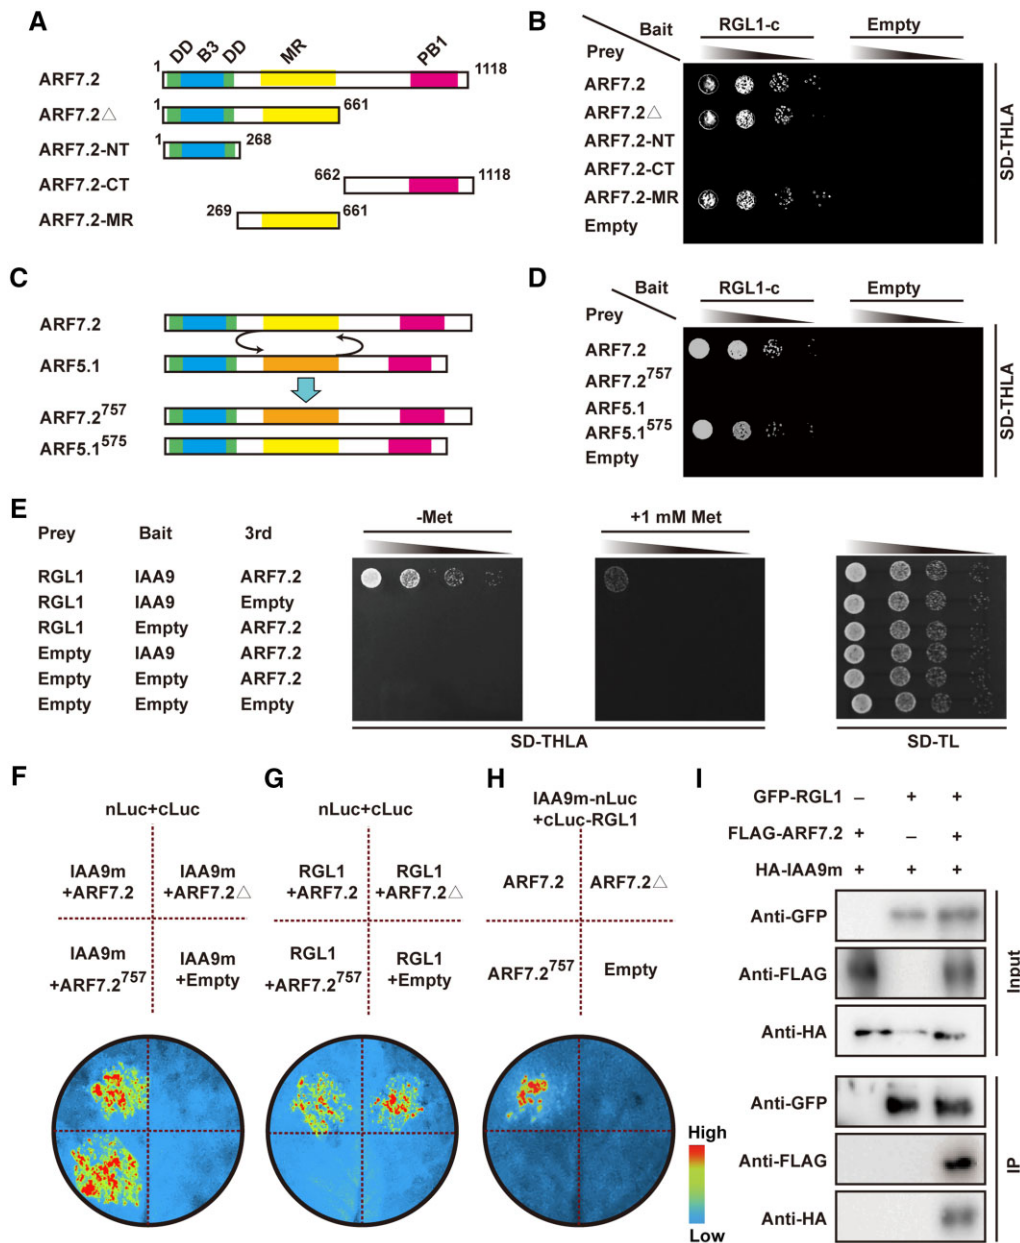 A
DD B3 DD MR PB1
ARF7.2 1 1118
ARF7.2△ 1 661
ARF7.2-NT 1 268
ARF7.2-CT 662 1118
ARF7.2-MR 269 661
B
Bait RGL1-c Empty
Prey
ARF7.2
ARF7.2△
ARF7.2-NT
ARF7.2-CT
ARF7.2-MR
Empty
SD-THLA
C
ARF7.2
ARF5.1
ARF7.2⁷⁵⁷
ARF5.1⁵⁷⁵
D
Bait RGL1-c Empty
Prey
ARF7.2
ARF7.2⁷⁵⁷
ARF5.1
ARF5.1⁵⁷⁵
Empty
SD-THLA
E
Prey Bait 3rd -Met +1 mM Met
RGL1 IAA9 ARF7.2
RGL1 IAA9 Empty
RGL1 Empty ARF7.2
Empty IAA9 ARF7.2
Empty Empty ARF7.2
Empty Empty Empty
SD-THLA SD-TL
F
nLuc+cLuc
IAA9m
+ARF7.2
IAA9m
+ARF7.2△
IAA9m
+ARF7.2⁷⁵⁷
IAA9m
+Empty
G
nLuc+cLuc
RGL1
+ARF7.2
RGL1
+ARF7.2△
RGL1
+ARF7.2⁷⁵⁷
RGL1
+Empty
H
IAA9m-nLuc
+cLuc-RGL1
ARF7.2 ARF7.2△
ARF7.2⁷⁵⁷ Empty
High
Low
I
GFP-RGL1 – + +
FLAG-ARF7.2 + – +
HA-IAA9m + + +
Anti-GFP
Anti-FLAG
Anti-HA
Input
Anti-GFP
Anti-FLAG
Anti-HA
IP